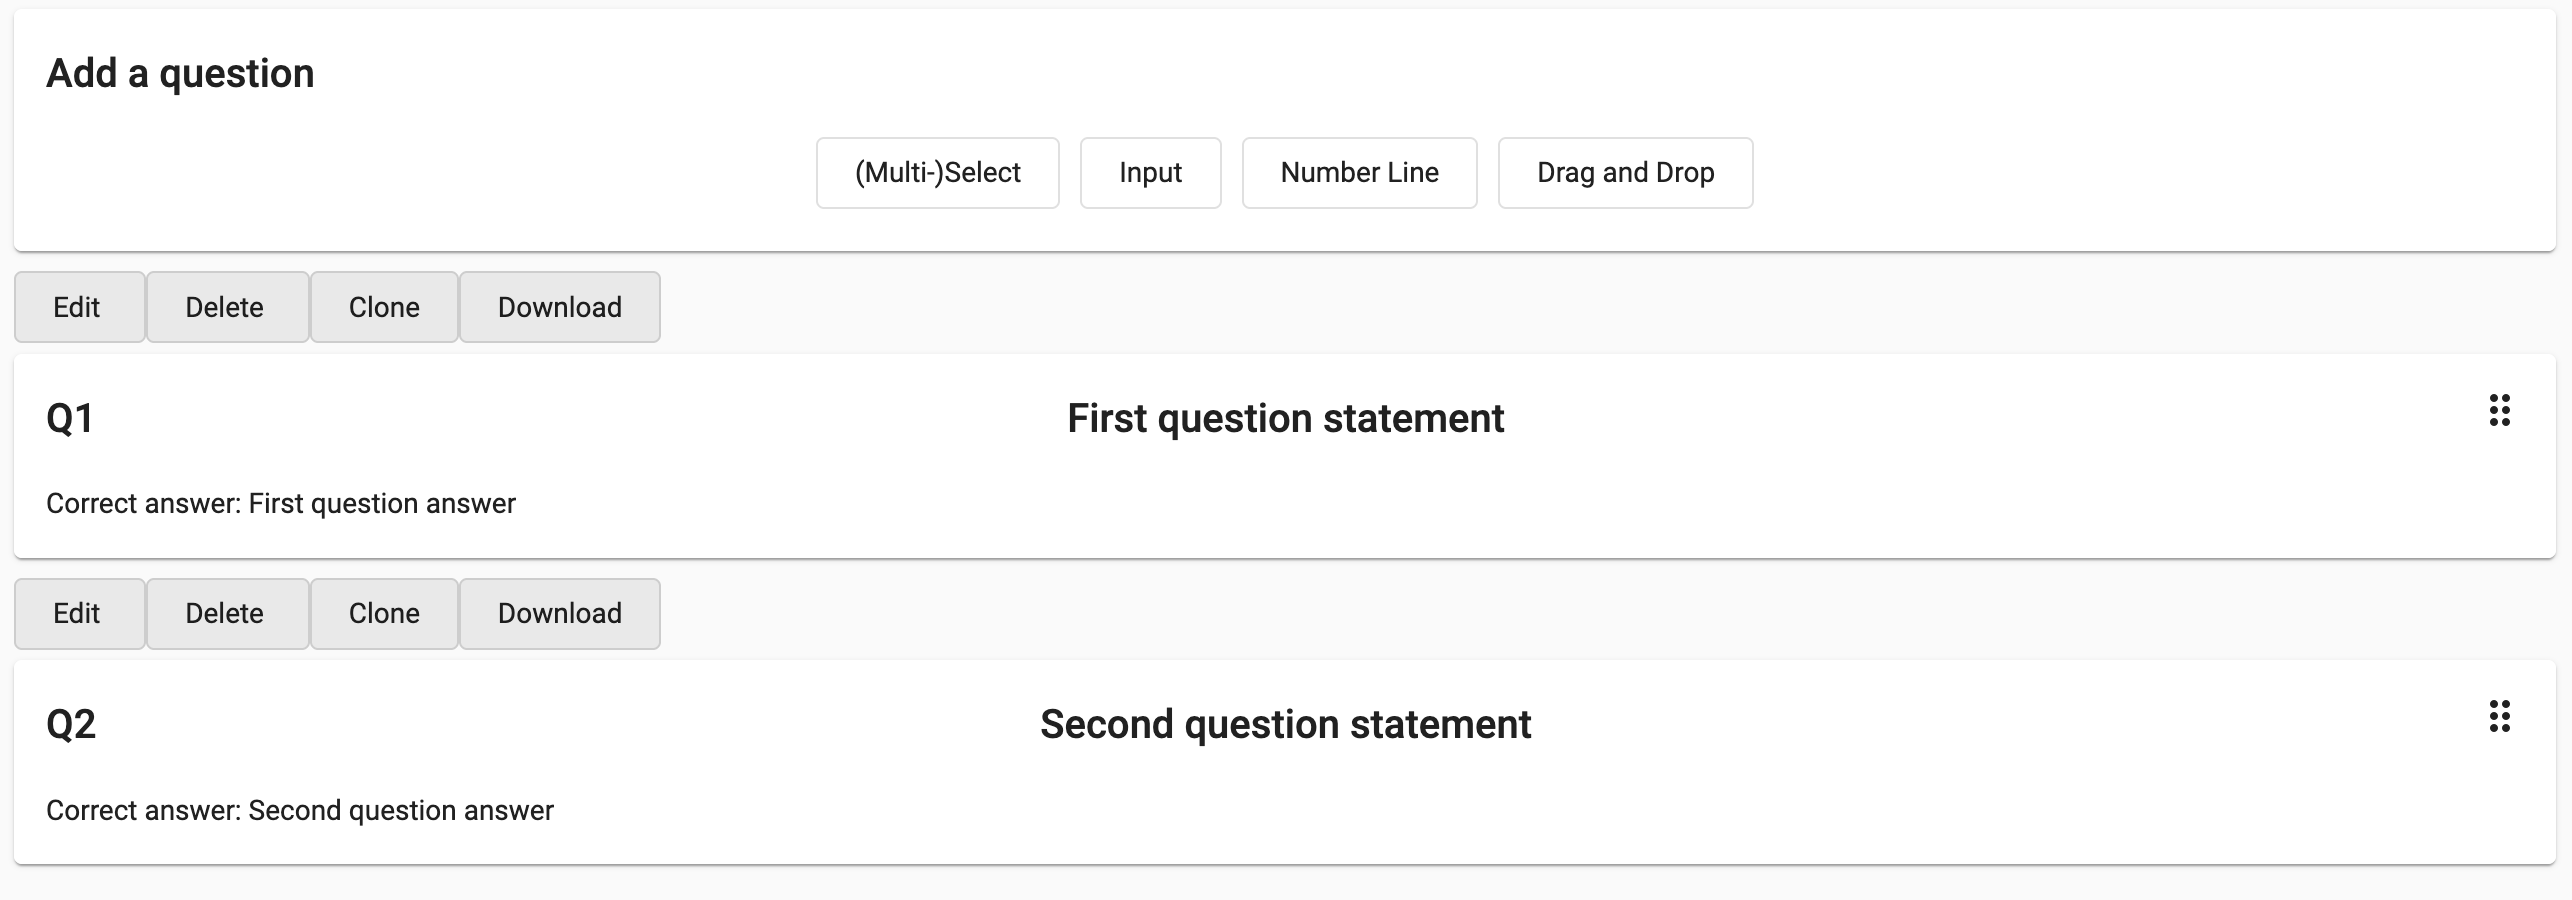 Add a question
(Multi-)Select Input Number Line Drag and Drop
Edit Delete Clone Download
Q1 First question statement
Correct answer: First question answer
Edit Delete Clone Download
Q2 Second question statement
Correct answer: Second question answer